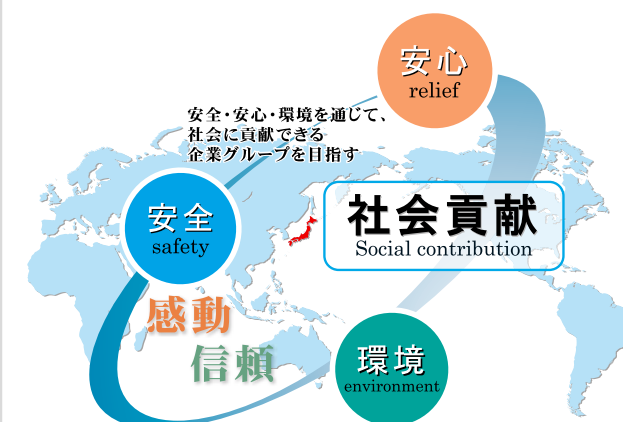 安心
relief
安全・安心・環境を通じて、
社会に貢献できる
企業グループを目指す
安全
safety
社会貢献
Social contribution
感動
信頼
環境
environment